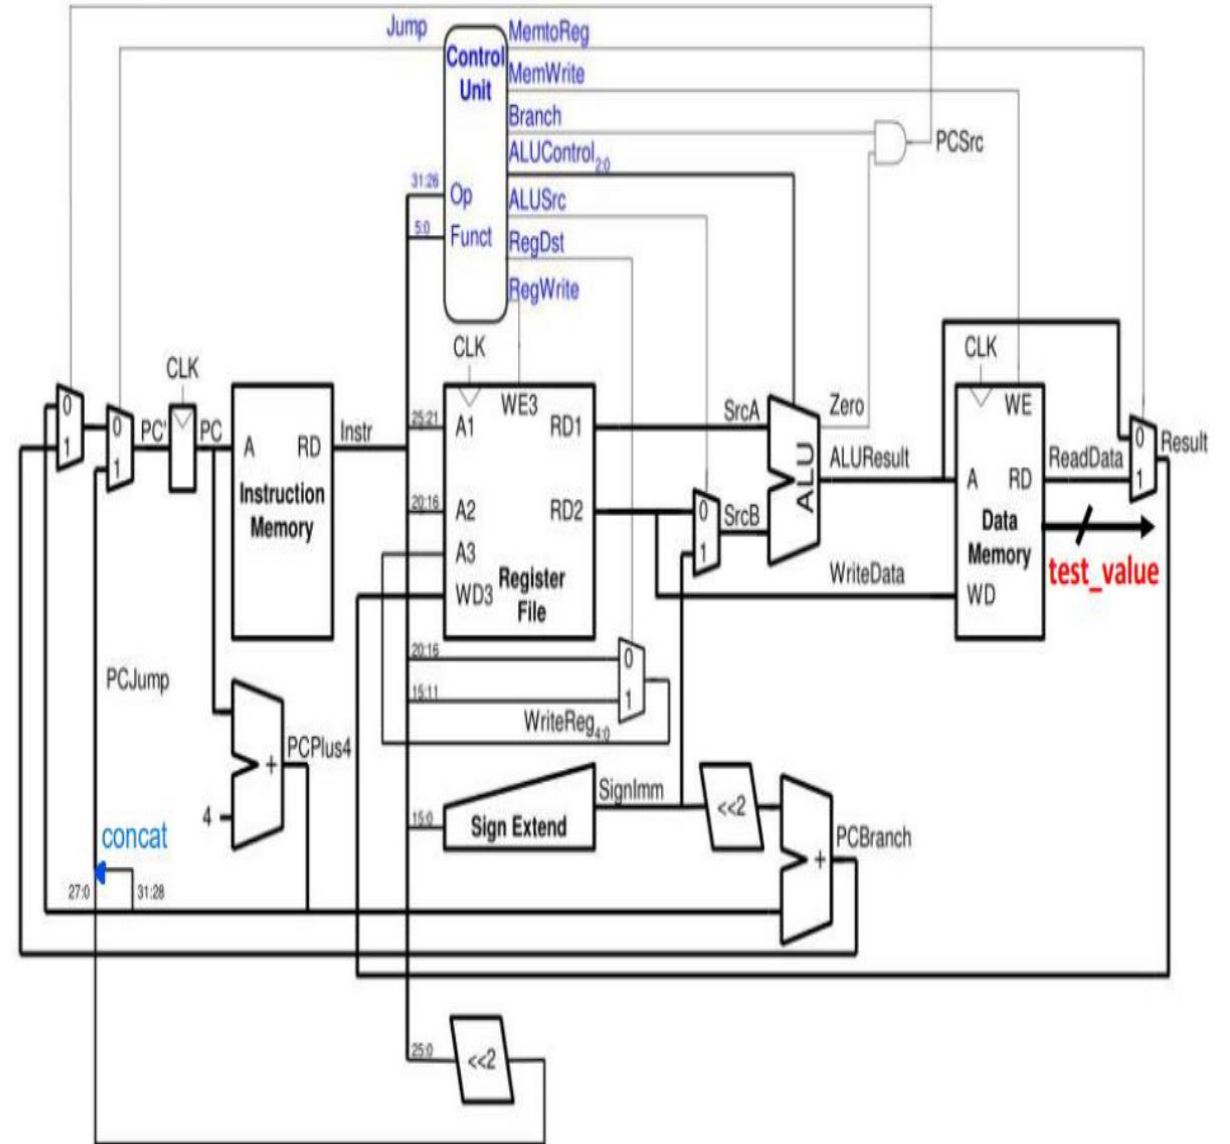 Jump
MemtoReg
Control
Unit
MemWrite
Branch
PCSrc
ALUControl2:0
31:26
Op
ALUSrc
5:0
Funct
RegDst
RegWrite
CLK
CLK
CLK
0
1
0
1
PC'
PC
A
RD
Instruction
Memory
Instr
25:21
A1
WE3
RD1
20:16
A2
RD2
A3
WD3
Register
File
SrcA
0
SrcB
1
ALU
Zero
ALUResult
WriteData
WE
A
RD
Data
Memory
WD
ReadData
0
1
Result
test_value
20:16
0
15:11
1
WriteReg4:0
PCJump
PCPlus4
+
4
SignImm
<<2
15:0
Sign Extend
+
PCBranch
concat
27:0
31:28
25:0
<<2